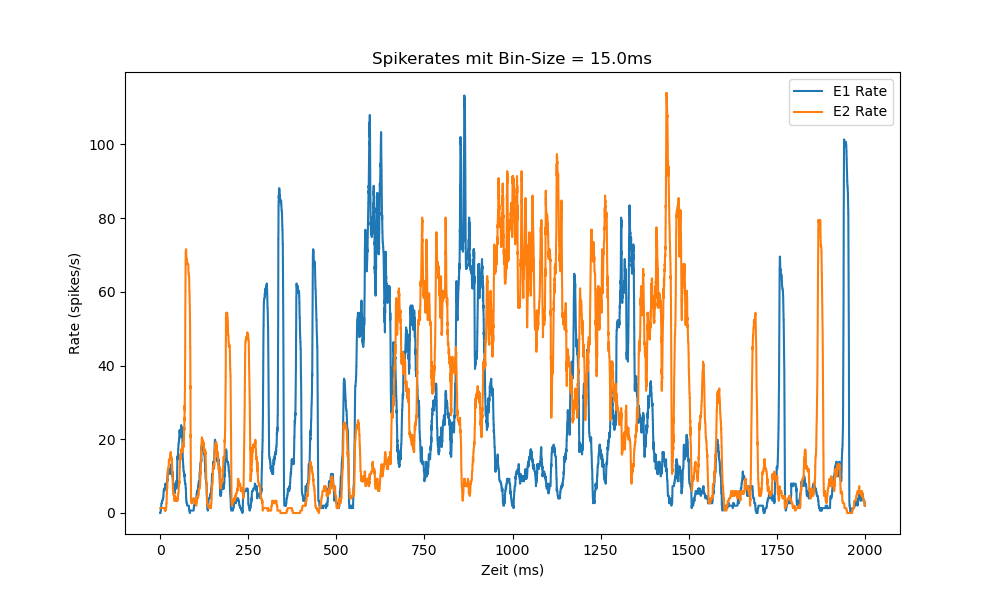 Spikerates mit Bin-Size = 15.0ms
E1 Rate
E2 Rate
Rate (spikes/s)
100
80
60
40
20
0
0 250 500 750 1000 1250 1500 1750 2000
Zeit (ms)